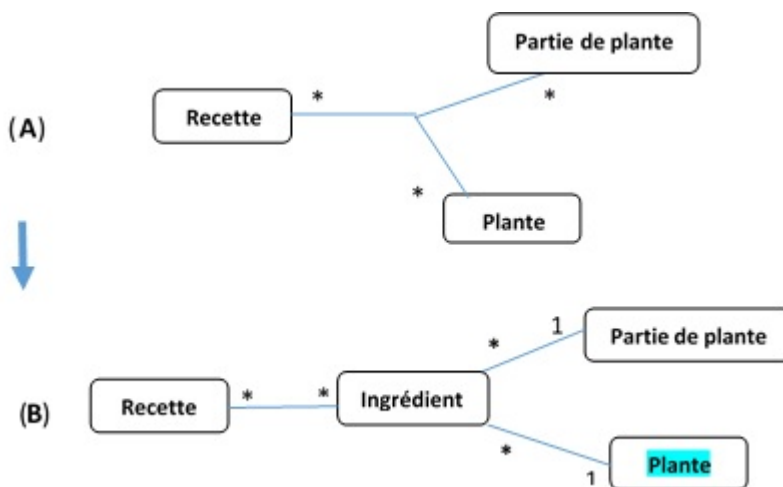 Partie de plante
*
*
Recette
(A)
*
Plante
1
Partie de plante
*
(B)
Recette
*
*
Ingrédient
*
Plante
1